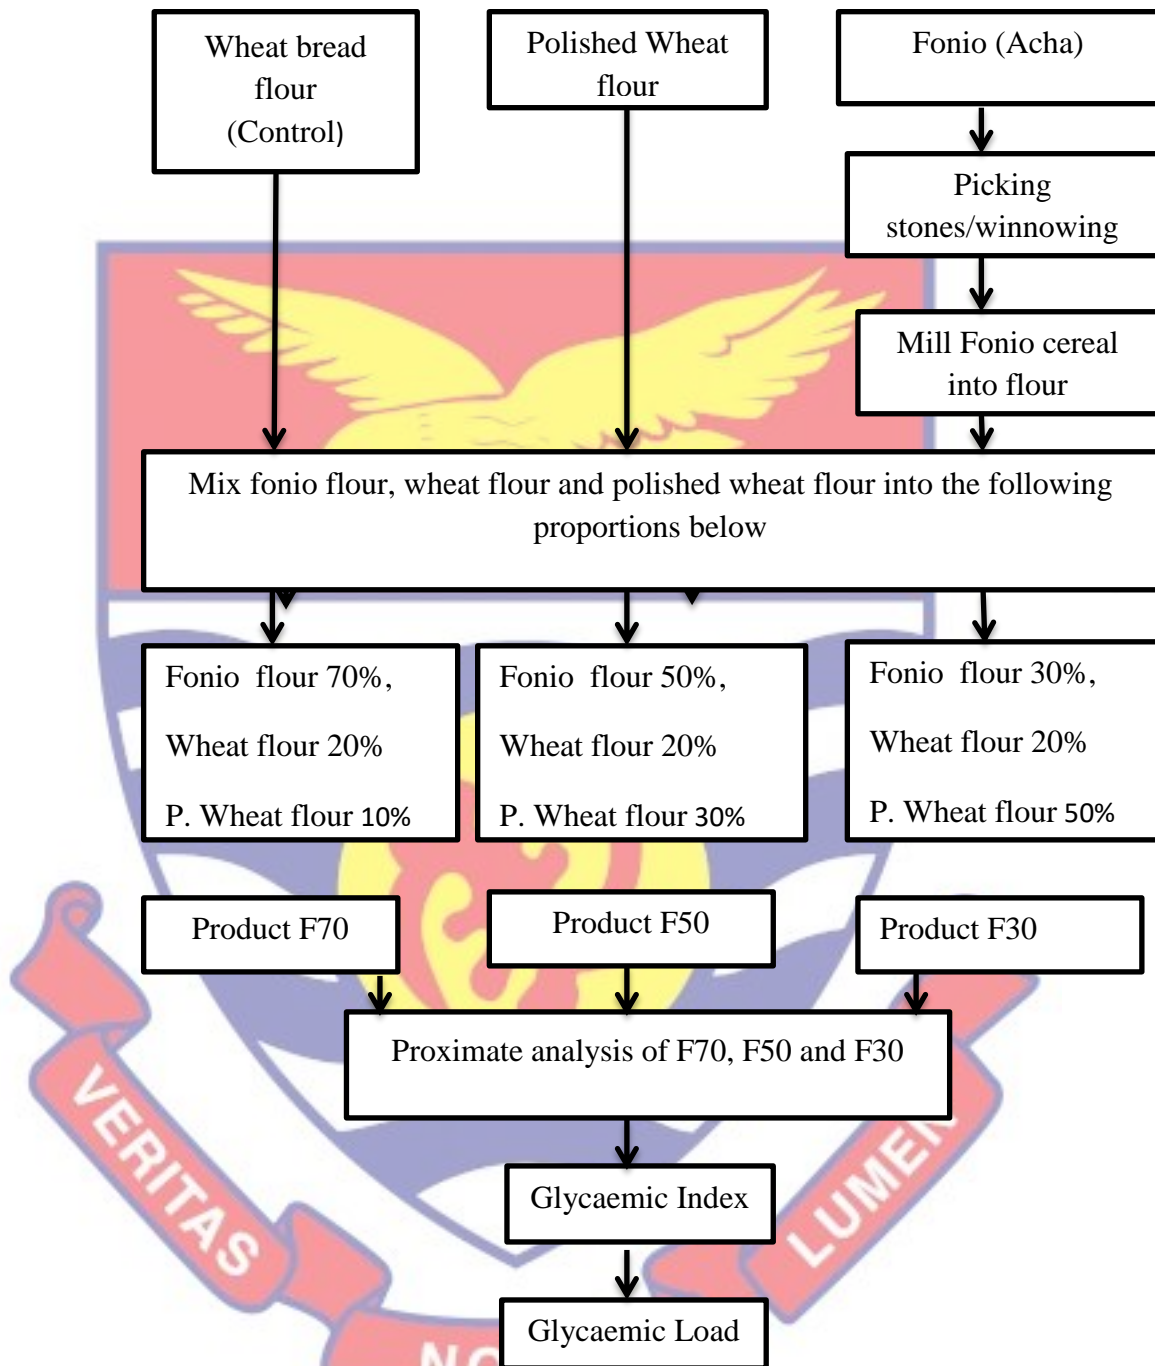 Wheat bread
flour
(Control)
Polished Wheat
flour
Fonio (Acha)
Picking
stones/winnowing
Mill Fonio cereal
into flour
Mix fonio flour, wheat flour and polished wheat flour into the following
proportions below
Fonio flour 70%,
Wheat flour 20%
P. Wheat flour 10%
Fonio flour 50%,
Wheat flour 20%
P. Wheat flour 30%
Fonio flour 30%,
Wheat flour 20%
P. Wheat flour 50%
Product F70
Product F50
Product F30
Proximate analysis of F70, F50 and F30
Glycaemic Index
Glycaemic Load
VERITAS
LUMEN